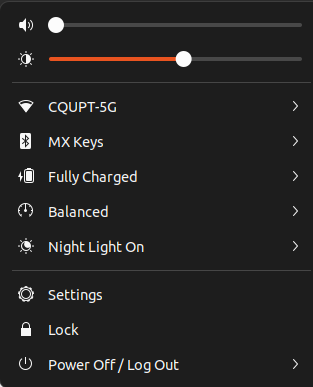 CQUPT-5G
MX Keys
Fully Charged
Balanced
Night Light On
Settings
Lock
Power Off / Log Out